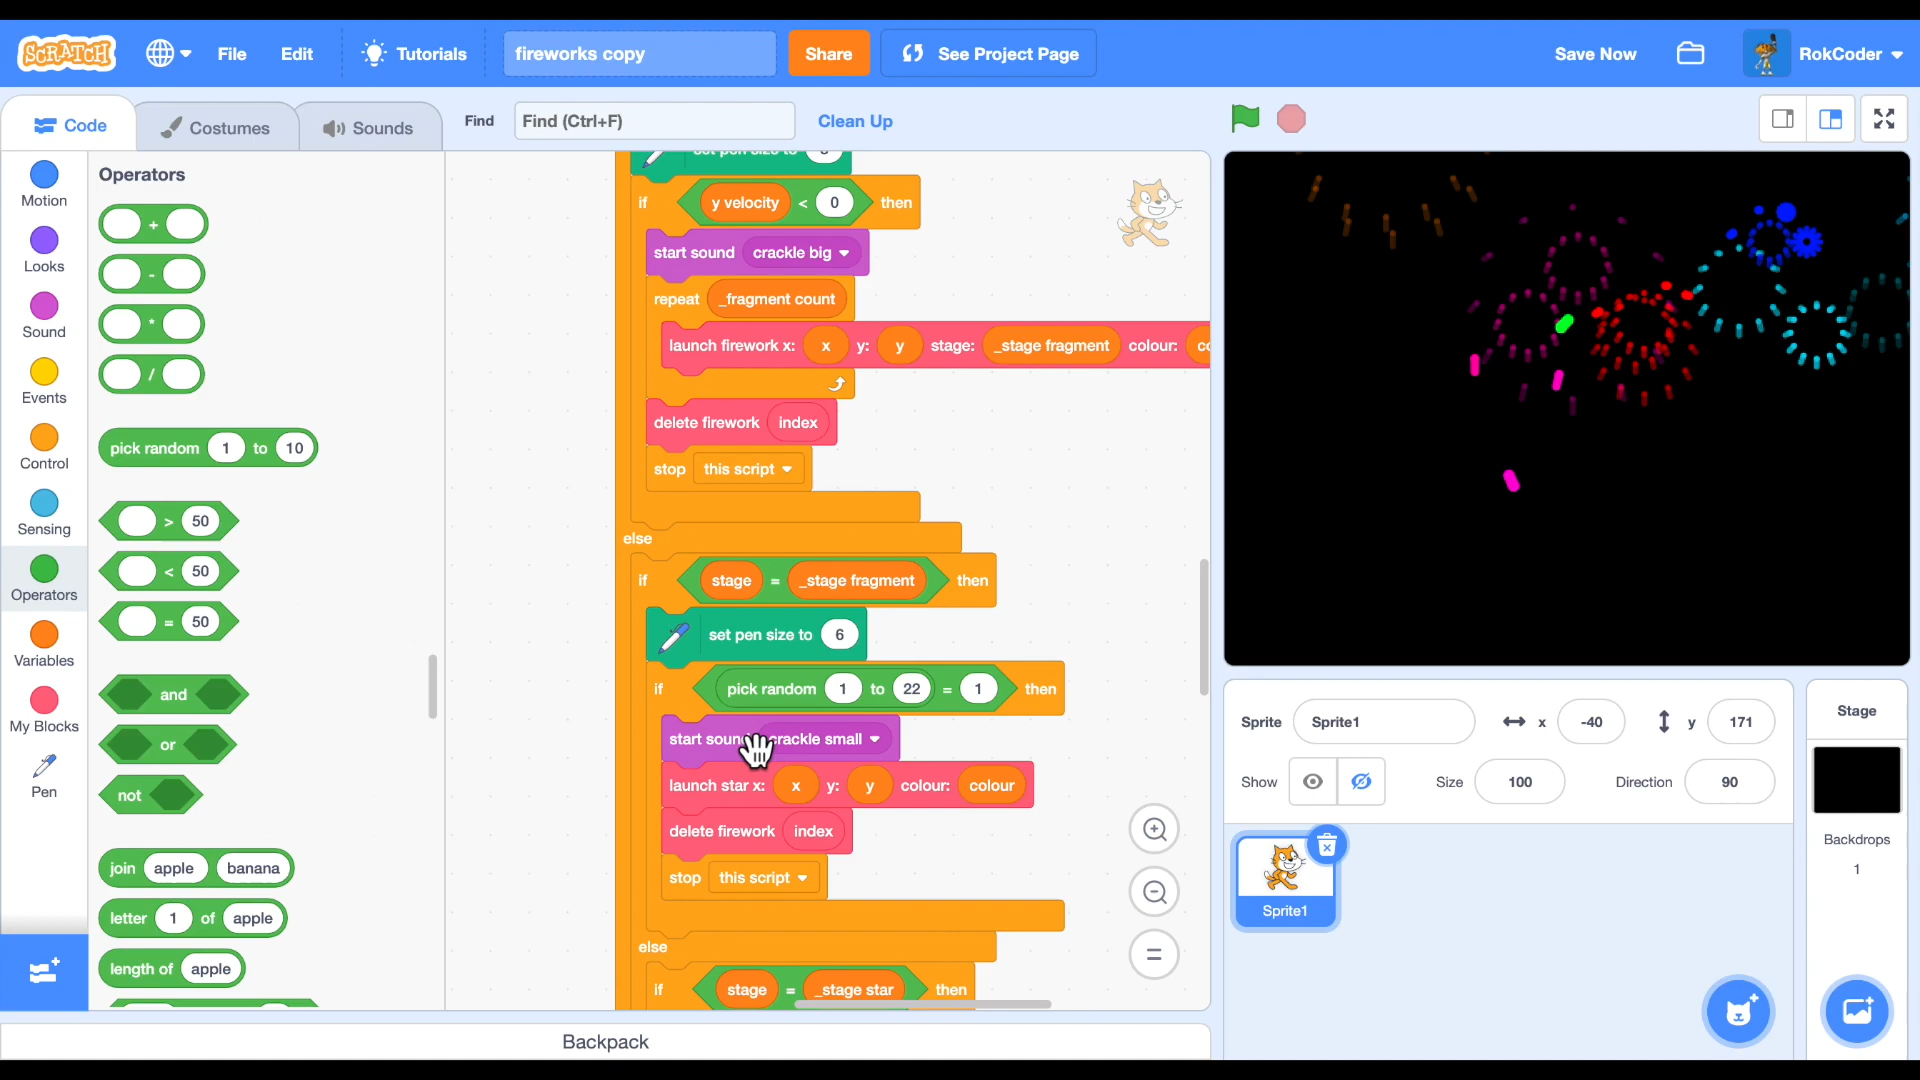 SCRATCH File Edit Tutorials fireworks copy Share See Project Page Save Now RokCoder
Code Costumes Sounds Find Find (Ctrl+F) Clean Up
Motion
Looks
Sound
Events
Control
Sensing
Operators
Variables
My Blocks
Pen
Operators
+
-
*
/
pick random 1 to 10
> 50
< 50
= 50
and
or
not
join apple banana
letter 1 of apple
length of apple
set pen size to
if y velocity < 0 then
start sound crackle big
repeat _fragment count
launch firework x: x y: y stage: _stage fragment colour: co
delete firework index
stop this script
else
if stage = _stage fragment then
set pen size to 6
if pick random 1 to 22 = 1 then
start sound crackle small
launch star x: x y: y colour: colour
delete firework index
stop this script
else
if stage = _stage star then
Backpack
Sprite Sprite1 x -40 y 171
Show Size 100 Direction 90
Sprite1
Stage
Backdrops
1